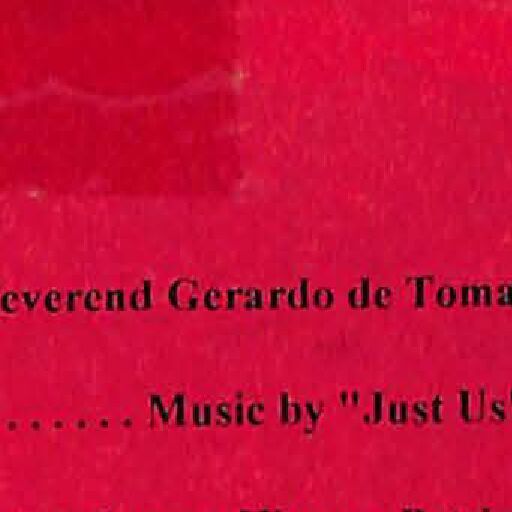 everend Gerardo de Toma
...... Music by "Just Us"